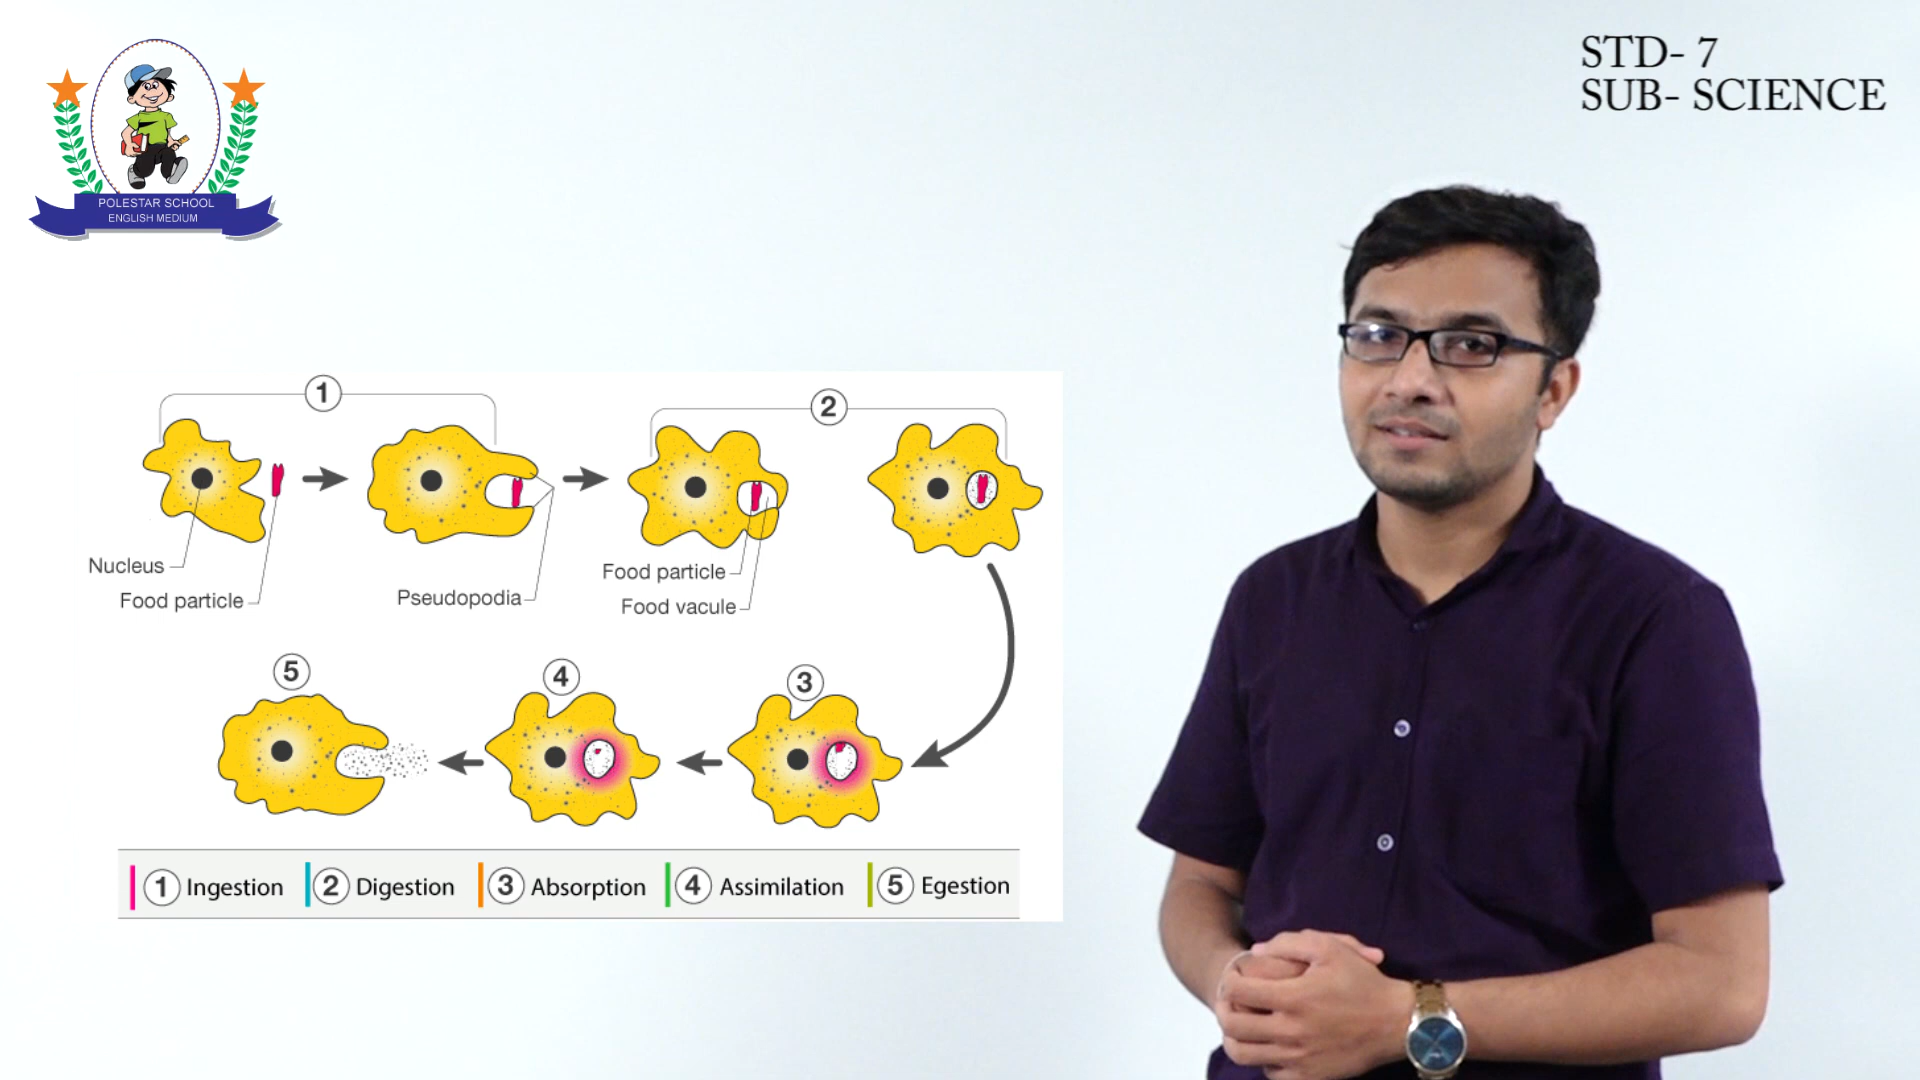 POLESTAR SCHOOL
ENGLISH MEDIUM
STD- 7
SUB- SCIENCE
1
2
Nucleus
Food particle
Pseudopodia
Food particle
Food vacule
5
4
3
1 Ingestion
2 Digestion
3 Absorption
4 Assimilation
5 Egestion